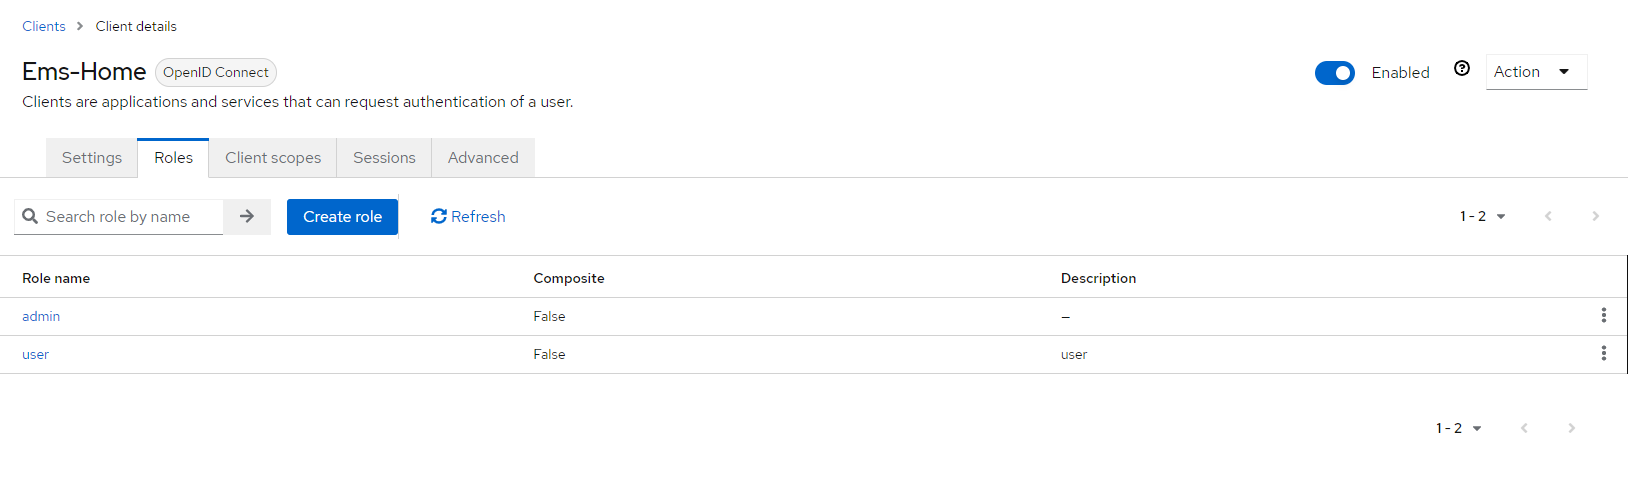 Clients > Client details
Ems-Home OpenID Connect Enabled Action
Clients are applications and services that can request authentication of a user.
Settings Roles Client scopes Sessions Advanced
Search role by name Create role Refresh 1 - 2
Role name Composite Description
admin False –
user False user
1 - 2